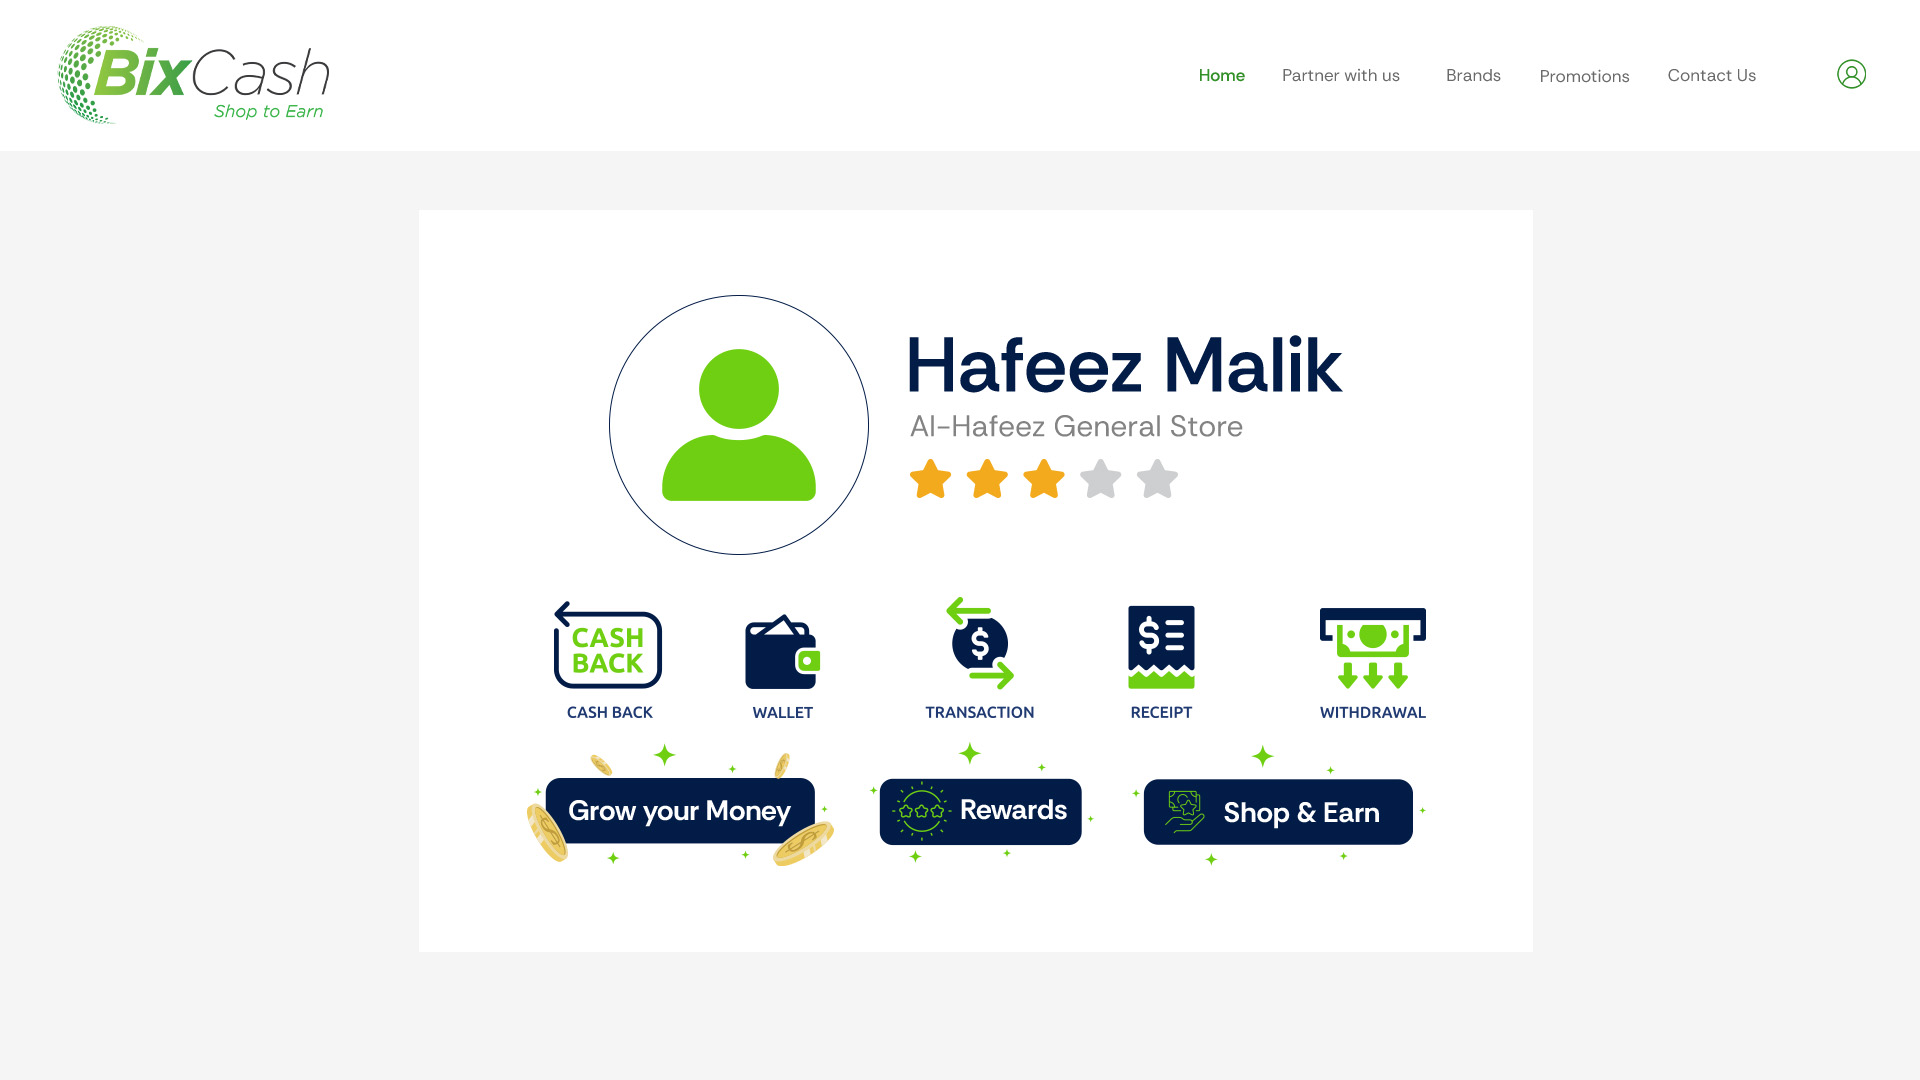 BixCash
Shop to Earn
Home Partner with us Brands Promotions Contact Us
Hafeez Malik
Al-Hafeez General Store
CASH
BACK
$
$
CASH BACK WALLET TRANSACTION RECEIPT WITHDRAWAL
Grow your Money Rewards Shop & Earn